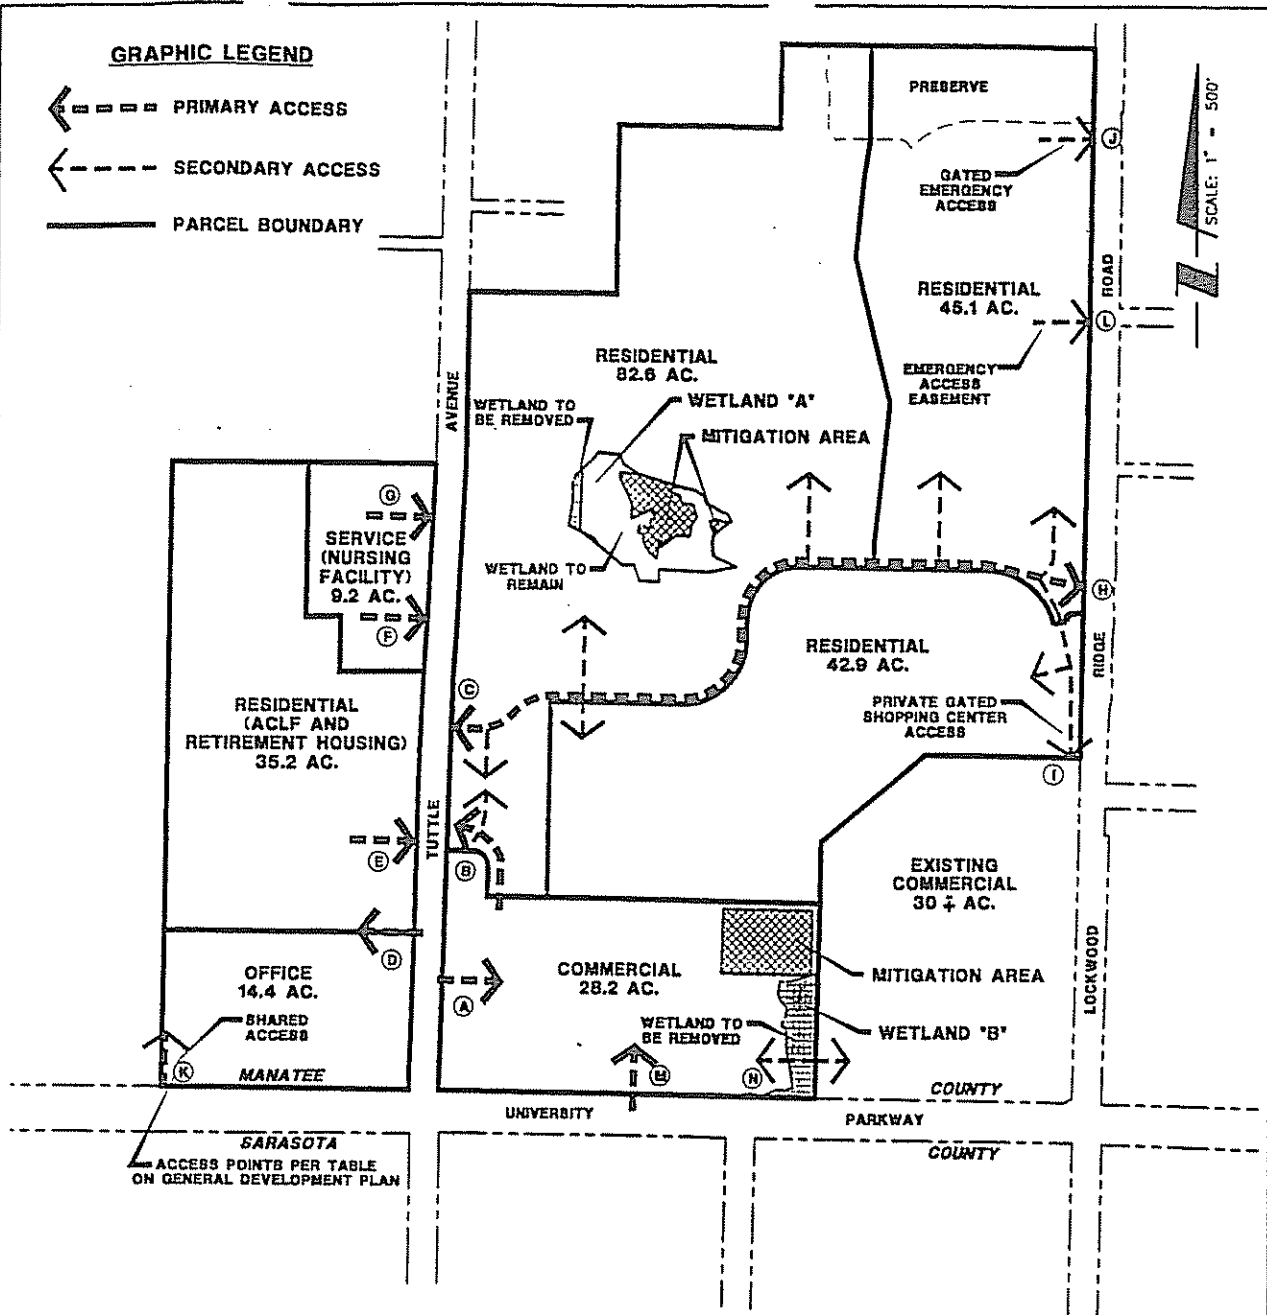 GRAPHIC LEGEND
PRIMARY ACCESS
SECONDARY ACCESS
PARCEL BOUNDARY
PRESERVE
J
GATED
EMERGENCY
ACCESS
SCALE: 1" = 500'
ROAD
RESIDENTIAL
45.1 AC.
L
EMERGENCY
ACCESS
EASEMENT
RESIDENTIAL
82.6 AC.
AVENUE
WETLAND TO
BE REMOVED
WETLAND "A"
MITIGATION AREA
G
SERVICE
(NURSING
FACILITY)
9.2 AC.
F
WETLAND TO
REMAIN
H
RIDGE
RESIDENTIAL
42.9 AC.
C
PRIVATE GATED
SHOPPING CENTER
ACCESS
I
RESIDENTIAL
(ACLF AND
RETIREMENT HOUSING)
35.2 AC.
TUTTLE
E
B
EXISTING
COMMERCIAL
30 ± AC.
D
OFFICE
14.4 AC.
SHARED
ACCESS
K
A
COMMERCIAL
28.2 AC.
MITIGATION AREA
LOCKWOOD
WETLAND TO
BE REMOVED
WETLAND "B"
M
N
MANATEE
COUNTY
UNIVERSITY
PARKWAY
SARASOTA
COUNTY
ACCESS POINTS PER TABLE
ON GENERAL DEVELOPMENT PLAN